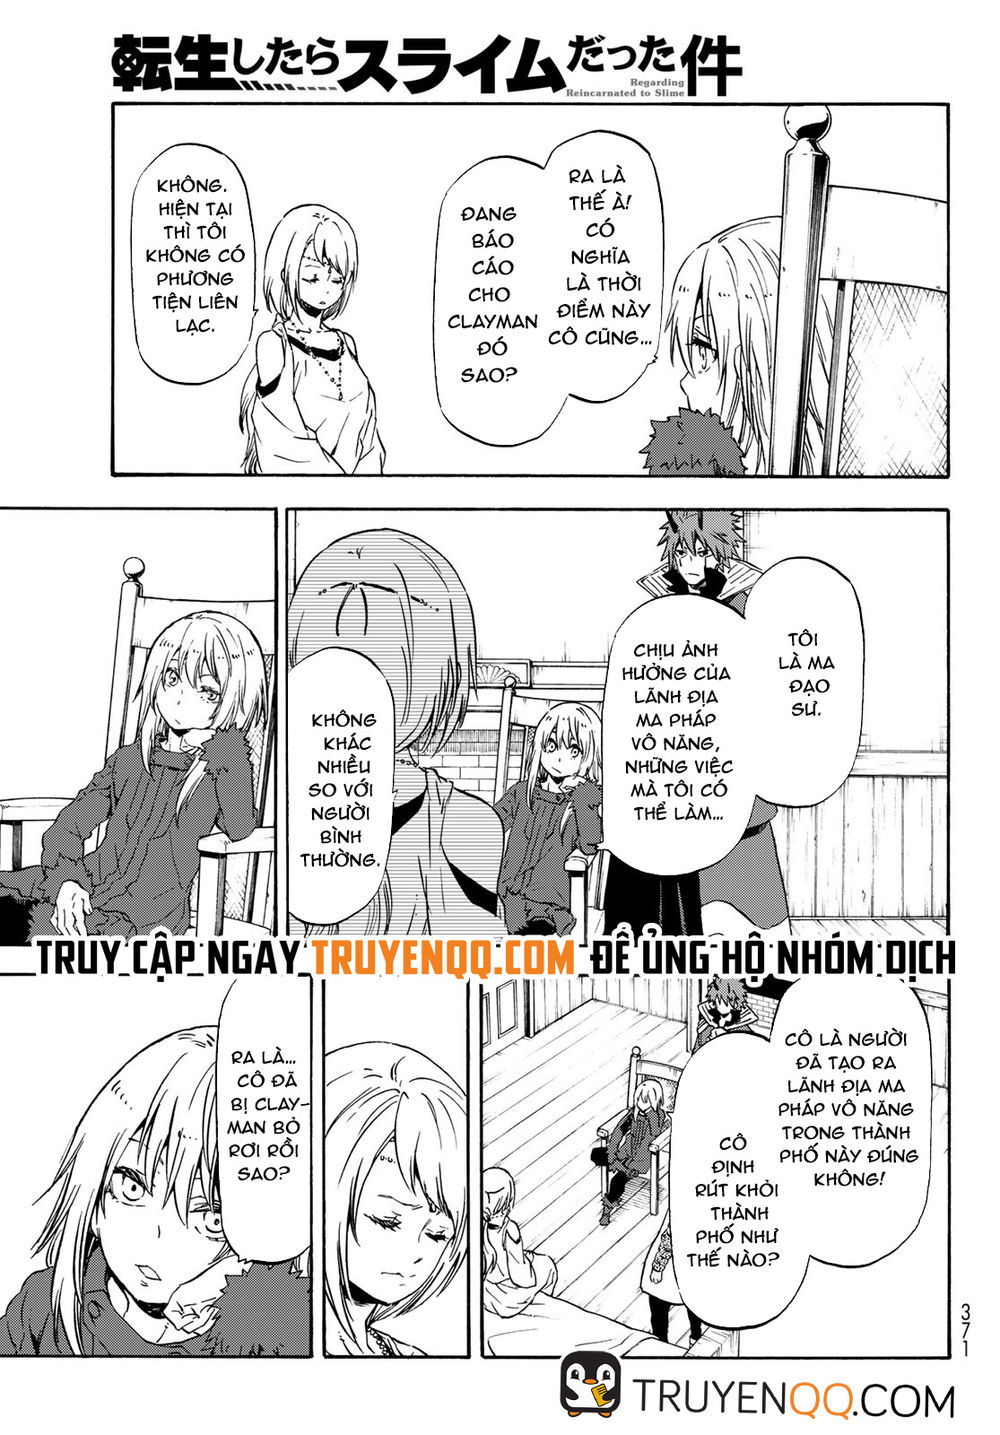 転生したらスライムだった件
Regarding
Reincarnated to Slime
RA LÀ
THẾ À!
CÓ
NGHĨA
LÀ THỜI
ĐIỂM NÀY
CÔ CŨNG...
ĐANG
BÁO
CÁO
CHO
CLAYMAN
ĐÓ
SAO?
KHÔNG.
HIỆN TẠI
THÌ TÔI
KHÔNG CÓ
PHƯƠNG
TIỆN LIÊN
LẠC.
TÔI
LÀ MA
ĐẠO
SƯ.
CHỊU ẢNH
HƯỞNG CỦA
LÃNH ĐỊA
MA PHÁP
VÔ NĂNG,
NHỮNG VIỆC
MÀ TÔI CÓ
THỂ LÀM...
KHÔNG
KHÁC
NHIỀU
SO VỚI
NGƯỜI
BÌNH
THƯỜNG.
TRUY CẬP NGAY TRUYENQQ.COM ĐỂ ỦNG HỘ NHÓM DỊCH
CÔ LÀ NGƯỜI
ĐÃ TẠO RA
LÃNH ĐỊA MA
PHÁP VÔ NĂNG
TRONG THÀNH
PHỐ NÀY ĐÚNG
KHÔNG!
CÔ
ĐỊNH
RÚT KHỎI
THÀNH
PHỐ NHƯ
THẾ NÀO?
RA LÀ...
CÔ ĐÃ
BỊ CLAY-
MAN BỎ
RƠI RỒI
SAO?
371
TRUYENQQ.COM